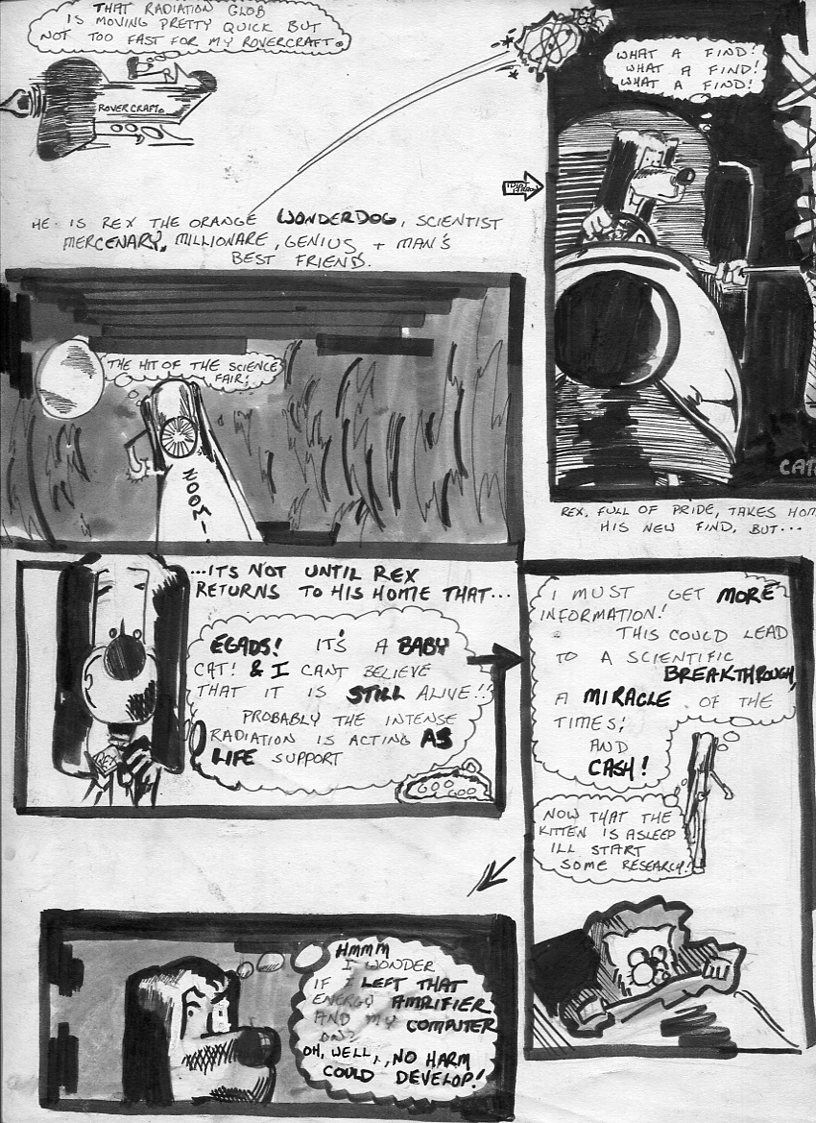 THAT RADIATION GLOB
IS MOVING PRETTY QUICK BUT
NOT TOO FAST FOR MY ROVERCRAFT.
ROVERCRAFT.
HE IS REX THE ORANGE WONDERDOG, SCIENTIST
MERCENARY, MILLIONARE, GENIUS + MAN'S
BEST FRIEND.
WHAT A FIND!
WHAT A FIND!
WHAT A FIND!
REX, FULL OF PRIDE, TAKES HOM
HIS NEW FIND, BUT...
THE HIT OF THE SCIENCE
FAIR!
ZOOM!
...ITS NOT UNTIL REX
RETURNS TO HIS HOME THAT...
EGADS! IT'S A BABY
CAT! & I CANT BELIEVE
THAT IT IS STILL ALIVE!!
PROBABLY THE INTENSE
RADIATION IS ACTING AS
LIFE SUPPORT
GOO
GOO
REX
I MUST GET MORE
INFORMATION!
THIS COULD LEAD
TO A SCIENTIFIC
BREAKTHROUGH,
A MIRACLE OF THE
TIMES;
AND
CASH!
NOW THAT THE
KITTEN IS ASLEEP
ILL START
SOME RESEARCH!
HMMM
I WONDER
IF I LEFT THAT
ENERGY AMPLIFIER
AND MY COMPUTER
ON?
OH, WELL,, NO HARM
COULD DEVELOP!